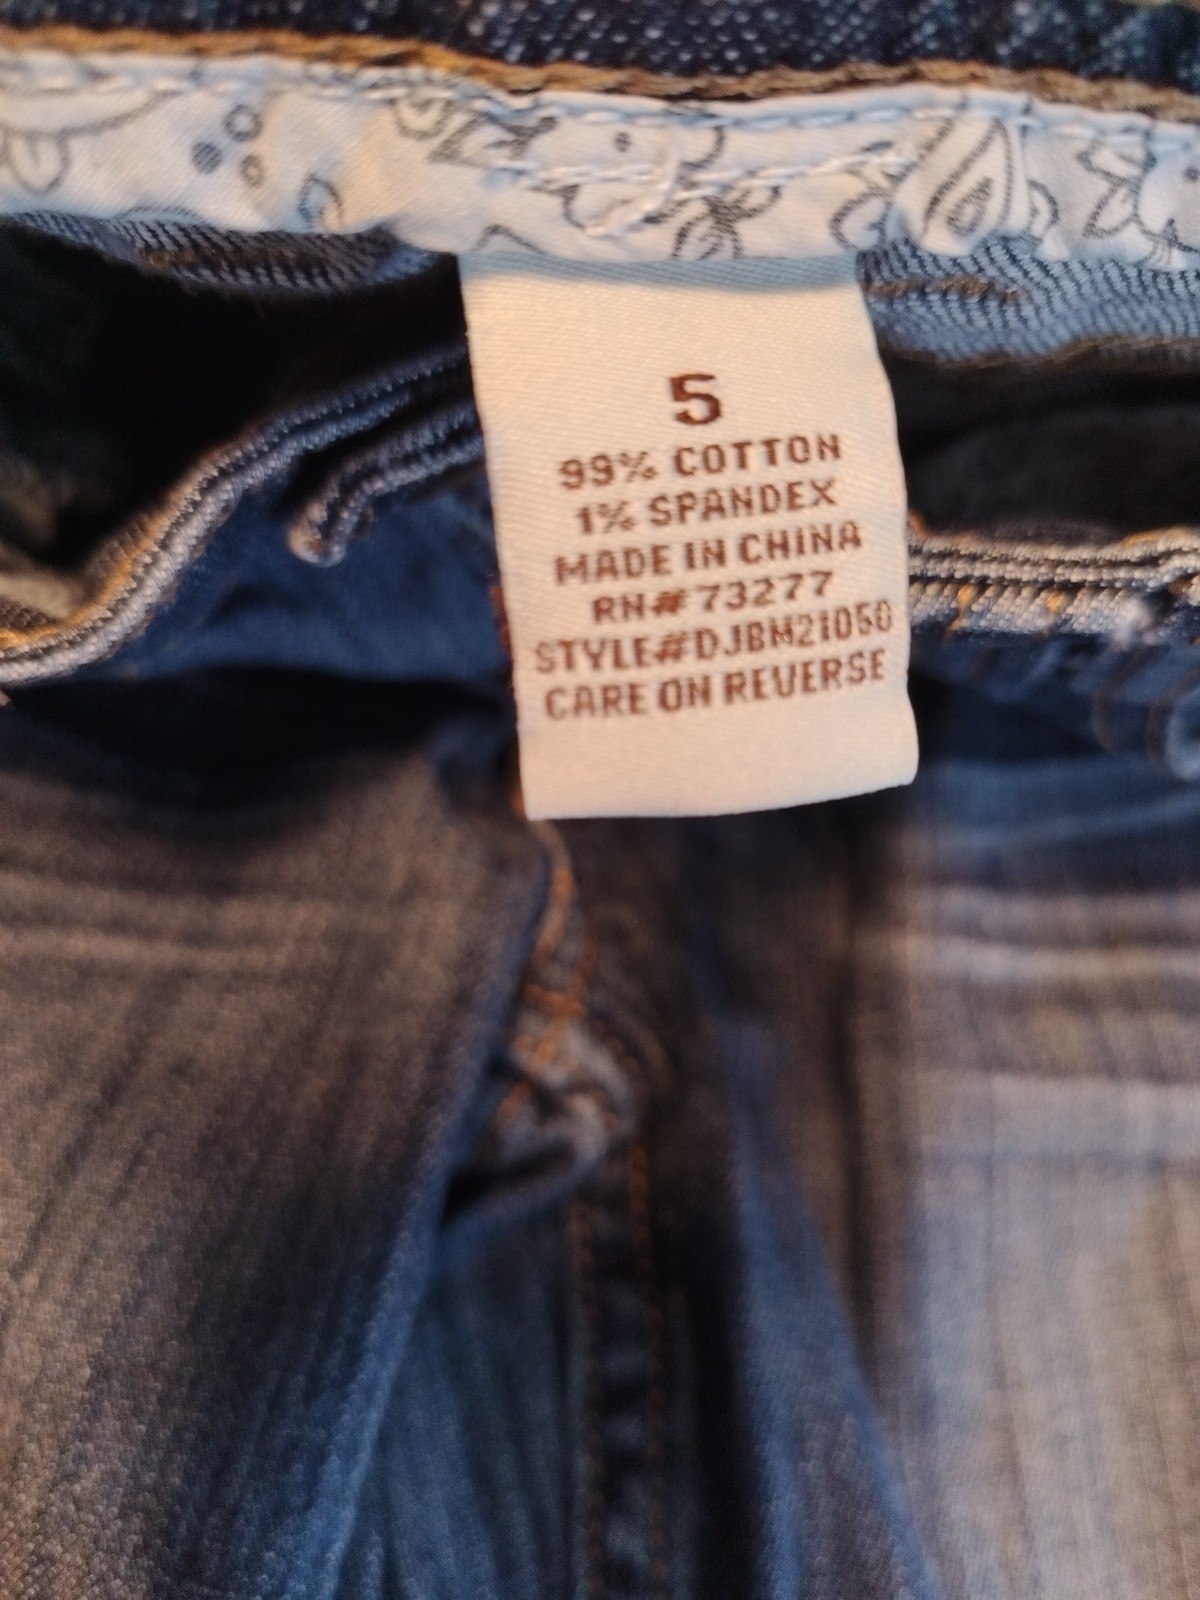 5
99% COTTON
1% SPANDEX
MADE IN CHINA
RN# 73277
STYLE#DJBM21050
CARE ON REVERSE